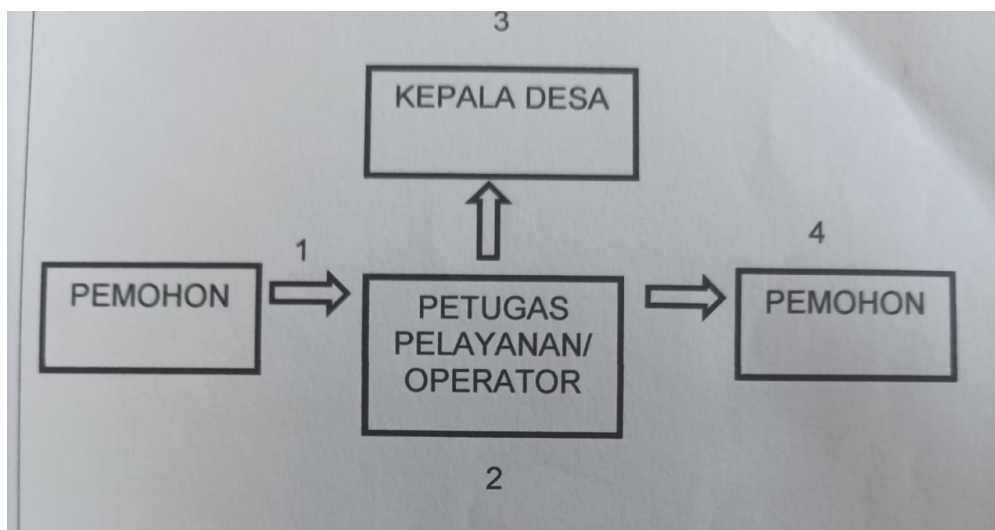 3
KEPALA DESA
1
4
PEMOHON
PETUGAS
PELAYANAN/
OPERATOR
PEMOHON
2